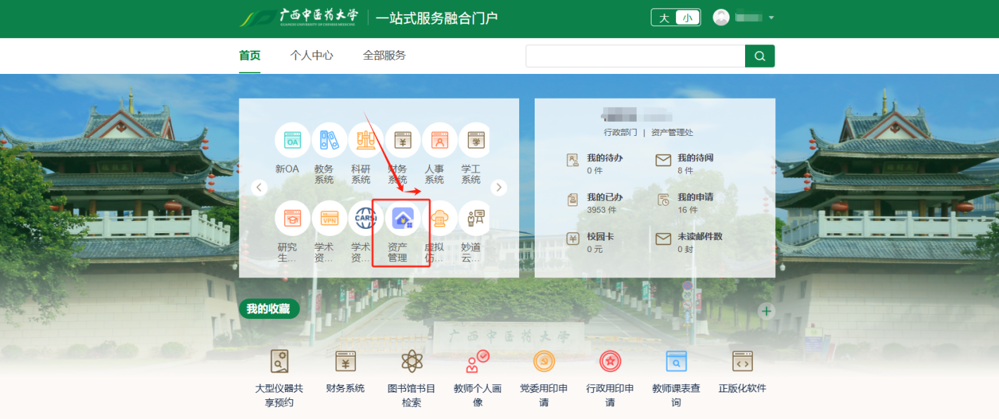 广西中医药大学
GUANGXI UNIVERSITY OF CHINESE MEDICINE
一站式服务融合门户
大 小
首页 个人中心 全部服务
行政部门 | 资产管理处
OA
¥
学
新OA 教务系统 科研系统 财务系统 人事系统 学工系统
VPN
CARSI
研究生... 学术资... 学术资... 资产管理 虚拟仿... 妙道云...
我的待办
0 件
我的待阅
8 件
我的已办
3953 件
我的申请
16 件
校园卡
0 元
未读邮件数
0 封
我的收藏
广西中医药大学
大型仪器共享预约
财务系统
图书馆书目检索
教师个人画像
党委用印申请
行政用印申请
教师课表查询
正版化软件